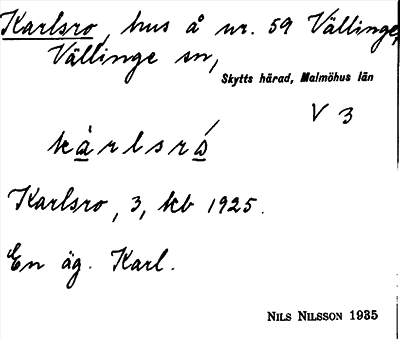 Karlsro, hus å nr. 59 Vällinge,
Vällinge sn,
Skytts härad, Malmöhus län
V 3
kàrlsrá
Karlsro, 3, kb 1925.
En äg. Karl.
NILS NILSSON 1935